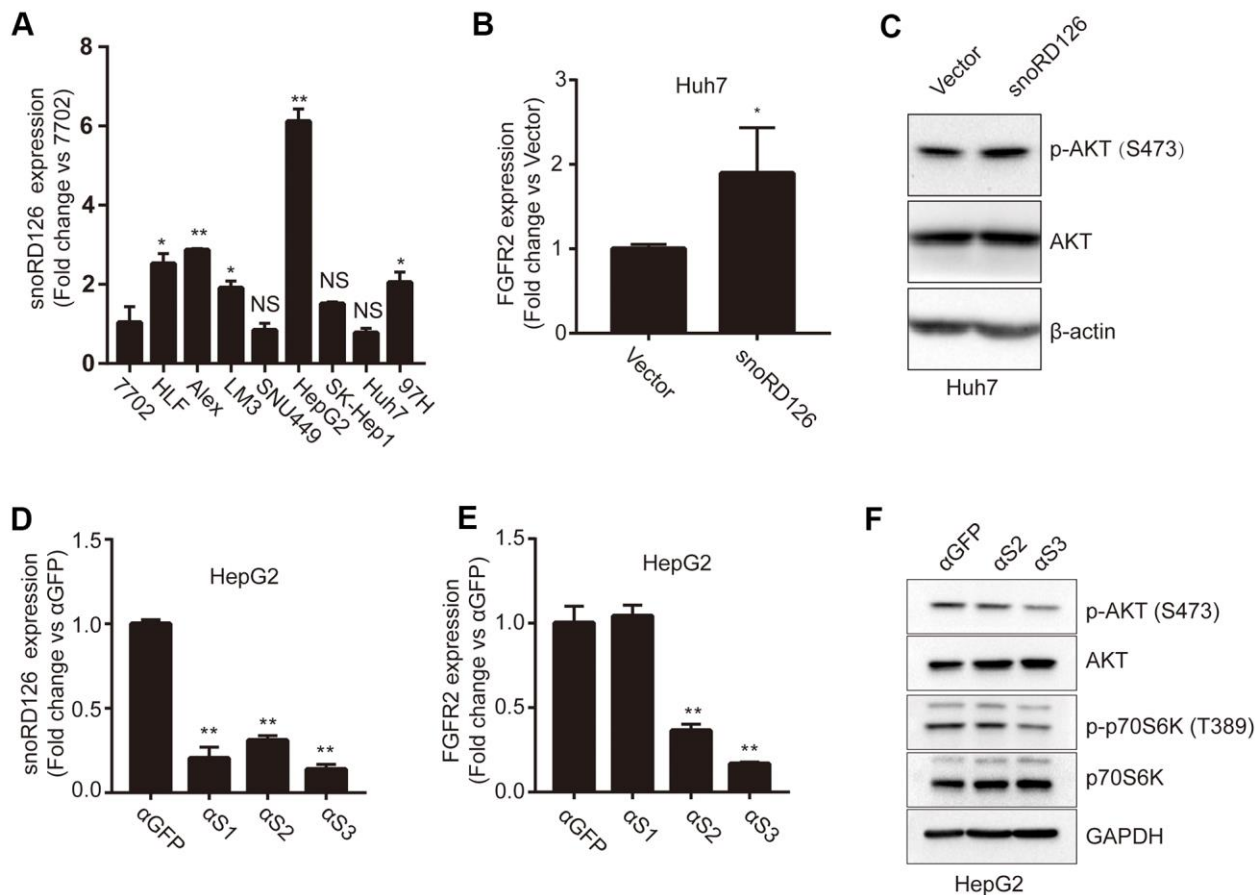 A
snoRD126 expression
(Fold change vs 7702)
8
6
4
2
0
*
**
*
NS
**
NS
NS
*
7702
HLF
Alex
LM3
SNU449
HepG2
SK-Hep1
Huh7
97H
B
Huh7
FGFR2 expression
(Fold change vs Vector)
3
2
1
0
*
Vector
snoRD126
C
Vector
snoRD126
p-AKT (S473)
AKT
β-actin
Huh7
D
HepG2
snoRD126 expression
(Fold change vs αGFP)
1.5
1.0
0.5
0.0
**
**
**
αGFP
αS1
αS2
αS3
E
HepG2
FGFR2 expression
(Fold change vs αGFP)
1.5
1.0
0.5
0.0
**
**
αGFP
αS1
αS2
αS3
F
αGFP
αS2
αS3
p-AKT (S473)
AKT
p-p70S6K (T389)
p70S6K
GAPDH
HepG2